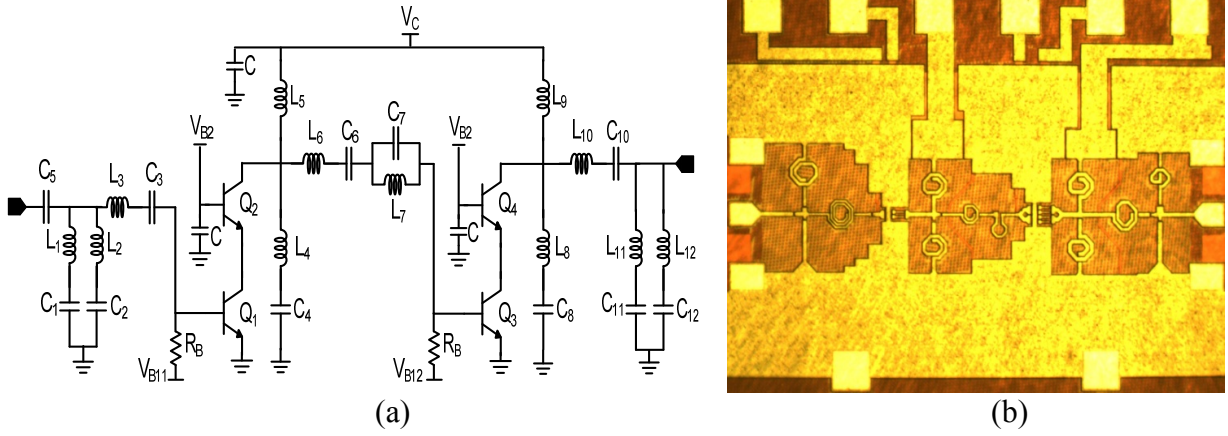 V_C
C
L_5
L_9
V_B2
C_7
V_B2
L_6
C_6
L_10
C_10
C_5
L_3
C_3
Q_2
L_7
Q_4
L_1
L_2
C
L_4
C
L_8
L_11
L_12
C_1
C_2
Q_1
C_4
Q_3
C_8
C_11
C_12
R_B
R_B
V_B11
V_B12
(a)
(b)